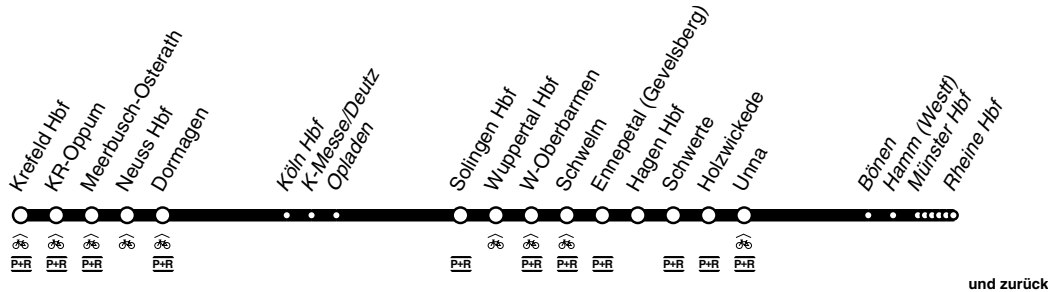 Krefeld Hbf
KR-Oppum
Meerbusch-Osterath
Neuss Hbf
Dormagen
Köln Hbf
K-Messe/Deutz
Opladen
Solingen Hbf
Wuppertal Hbf
W-Oberbarmen
Schwelm
Ennepetal (Gevelsberg)
Hagen Hbf
Schwerte
Holzwickede
Unna
Bönen
Hamm (Westf)
Münster Hbf
Rheine Hbf
P+R P+R P+R P+R P+R P+R P+R P+R P+R P+R P+R
und zurück